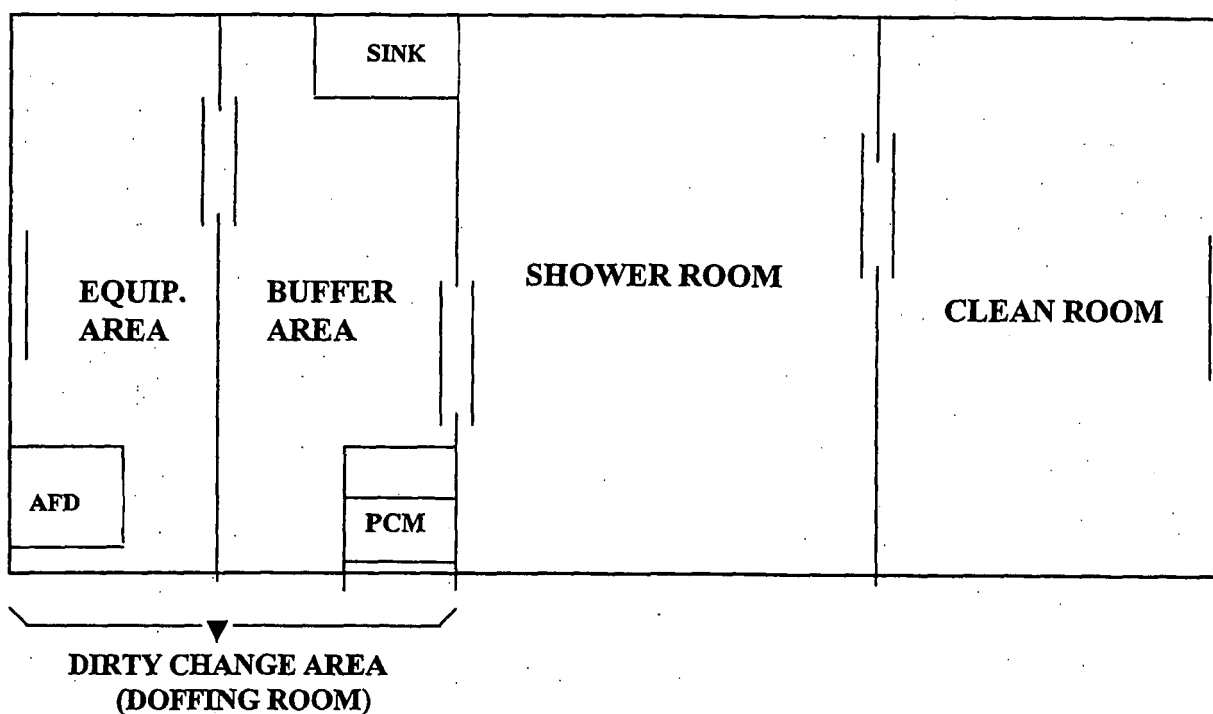 SINK
EQUIP.
AREA
BUFFER
AREA
SHOWER ROOM
CLEAN ROOM
AFD
PCM
DIRTY CHANGE AREA
(DOFFING ROOM)